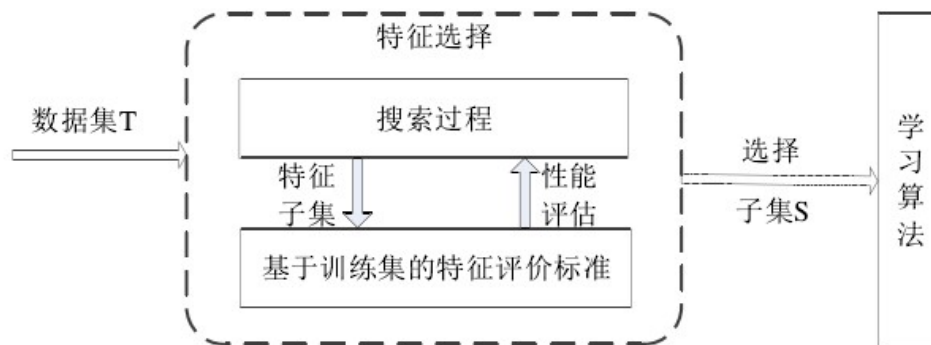 特征选择
数据集T
搜索过程
特征
子集
性能
评估
基于训练集的特征评价标准
选择
子集S
学
习
算
法